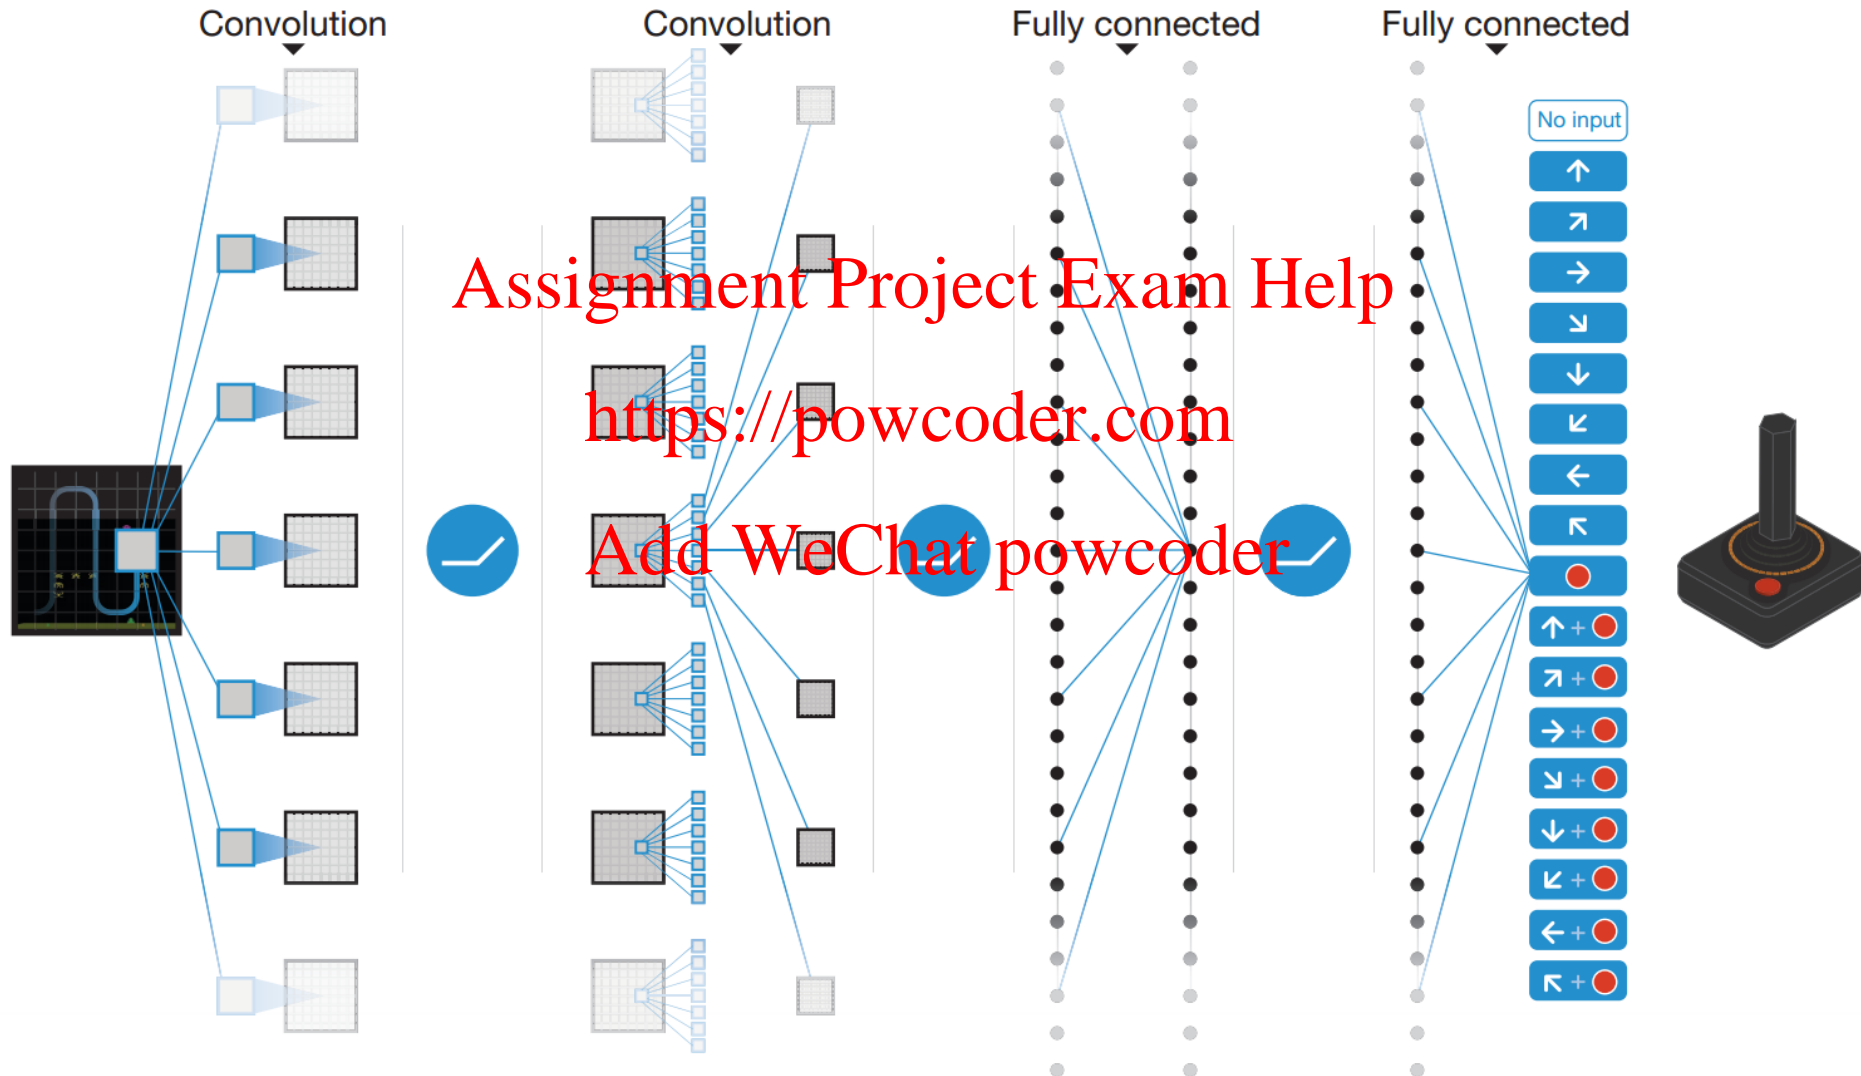 Convolution
Convolution
Fully connected
Fully connected
No input
Assignment Project Exam Help
https://powcoder.com
Add WeChat powcoder